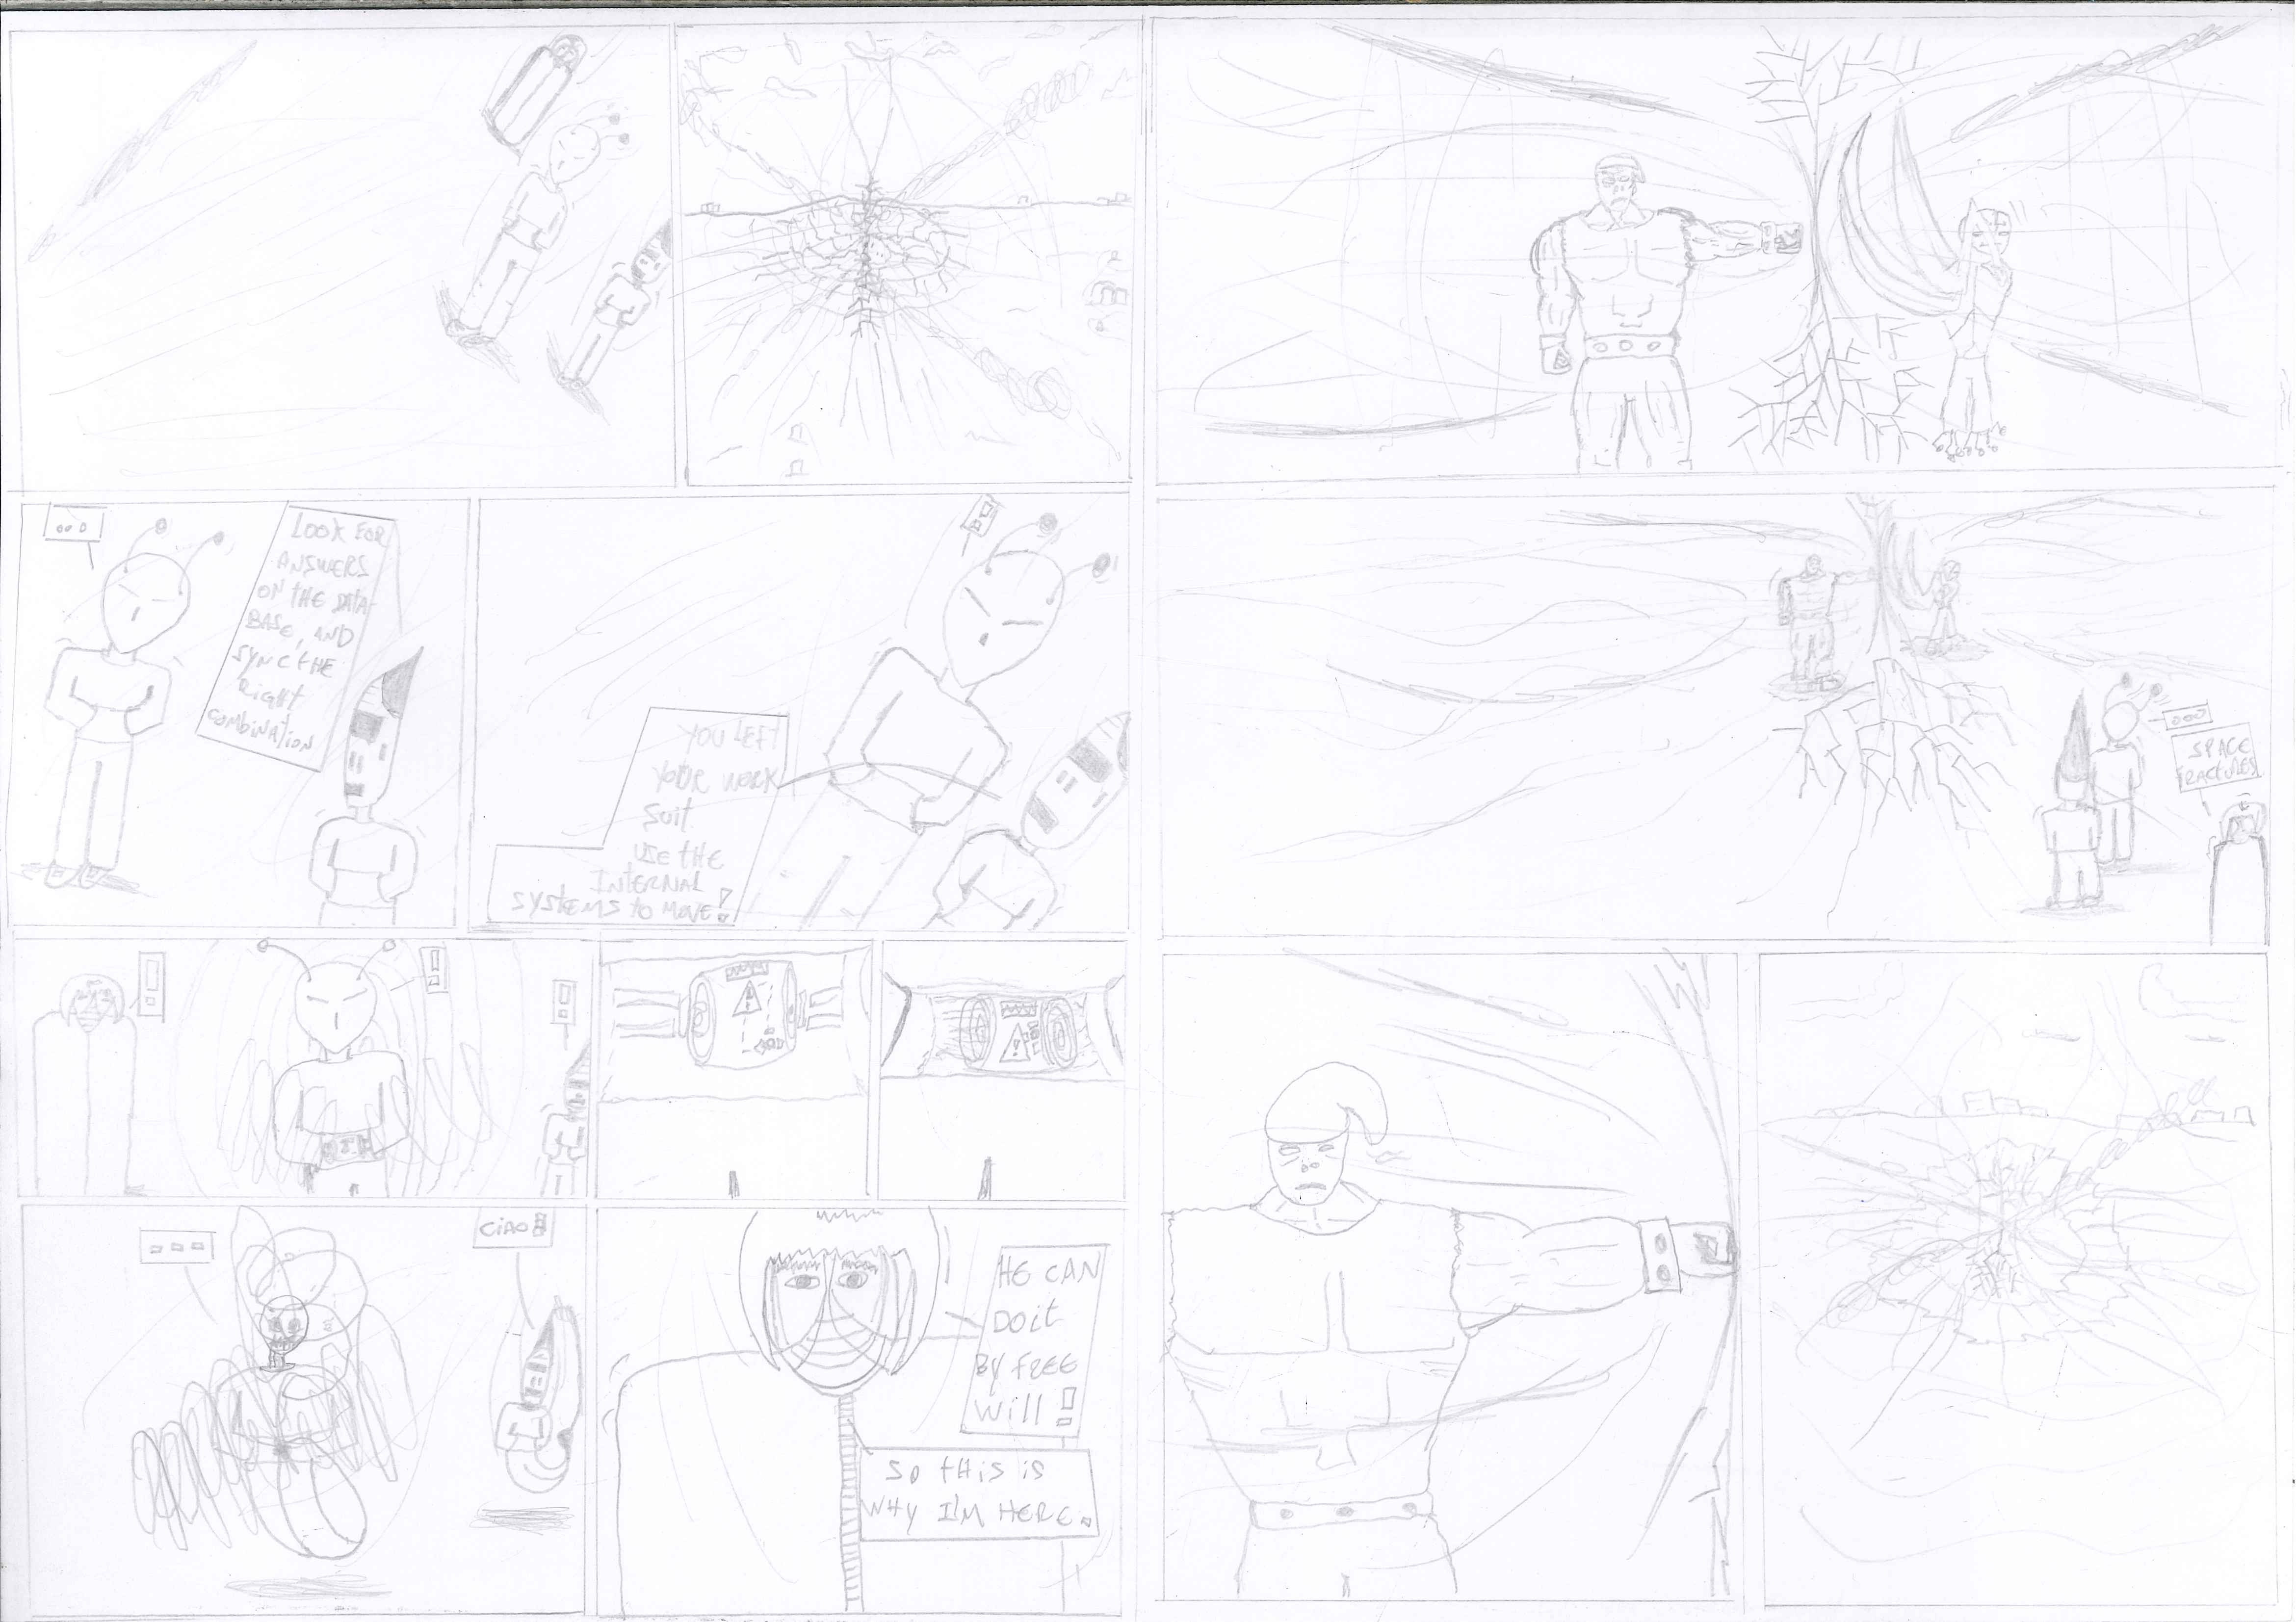 LOOK FOR
ANSWERS
ON THE DATA-
BASE, AND
SYNC THE
Right
COMBINATION
YOU LEFT
YOUR WORK
Suit
USE THE
INTERNAL
SYSTEMS TO MOVE!
!
!
!
...
CIAO!
HE CAN
DO it
BY FREE
Will!
SO tHis is
WHY I'M HERE.
...
SPACE
FRACTURES